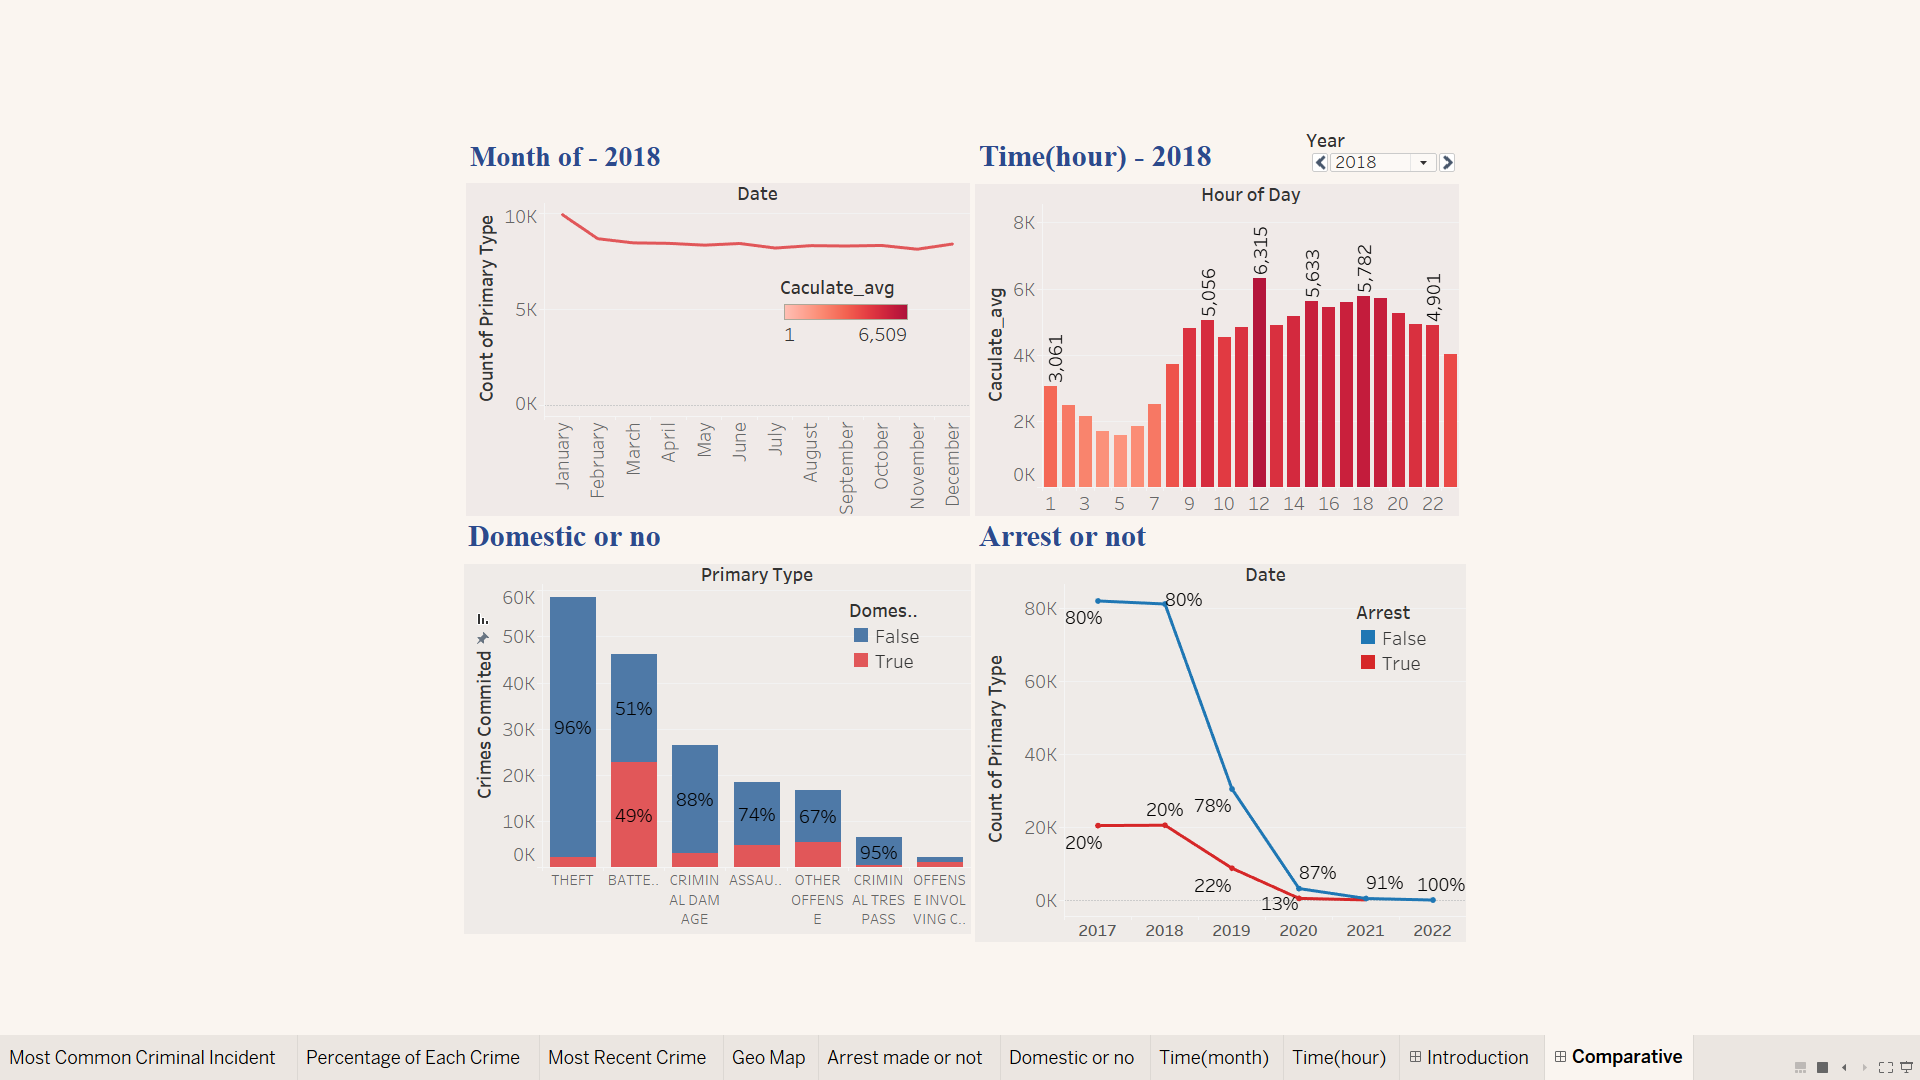 Month of - 2018
Time(hour) - 2018
Year
2018
Date
Count of Primary Type
10K
5K
0K
Caculate_avg
1
6,509
January
February
March
April
May
June
July
August
September
October
November
December
Hour of Day
Caculate_avg
8K
6K
4K
2K
0K
3,061
5,056
6,315
5,633
5,782
4,901
1 3 5 7 9 10 12 14 16 18 20 22
Domestic or no
Arrest or not
Primary Type
Crimes Commited
60K
50K
40K
30K
20K
10K
0K
Domes..
False
True
96%
51%
49%
88%
74%
67%
95%
THEFT
BATTE..
CRIMIN
AL DAM
AGE
ASSAU..
OTHER
OFFENS
E
CRIMIN
AL TRES
PASS
OFFENS
E INVOL
VING C..
Date
Count of Primary Type
80K
60K
40K
20K
0K
Arrest
False
True
80%
80%
78%
87%
91%
100%
20%
20%
22%
13%
2017 2018 2019 2020 2021 2022
Most Common Criminal Incident
Percentage of Each Crime
Most Recent Crime
Geo Map
Arrest made or not
Domestic or no
Time(month)
Time(hour)
Introduction
Comparative